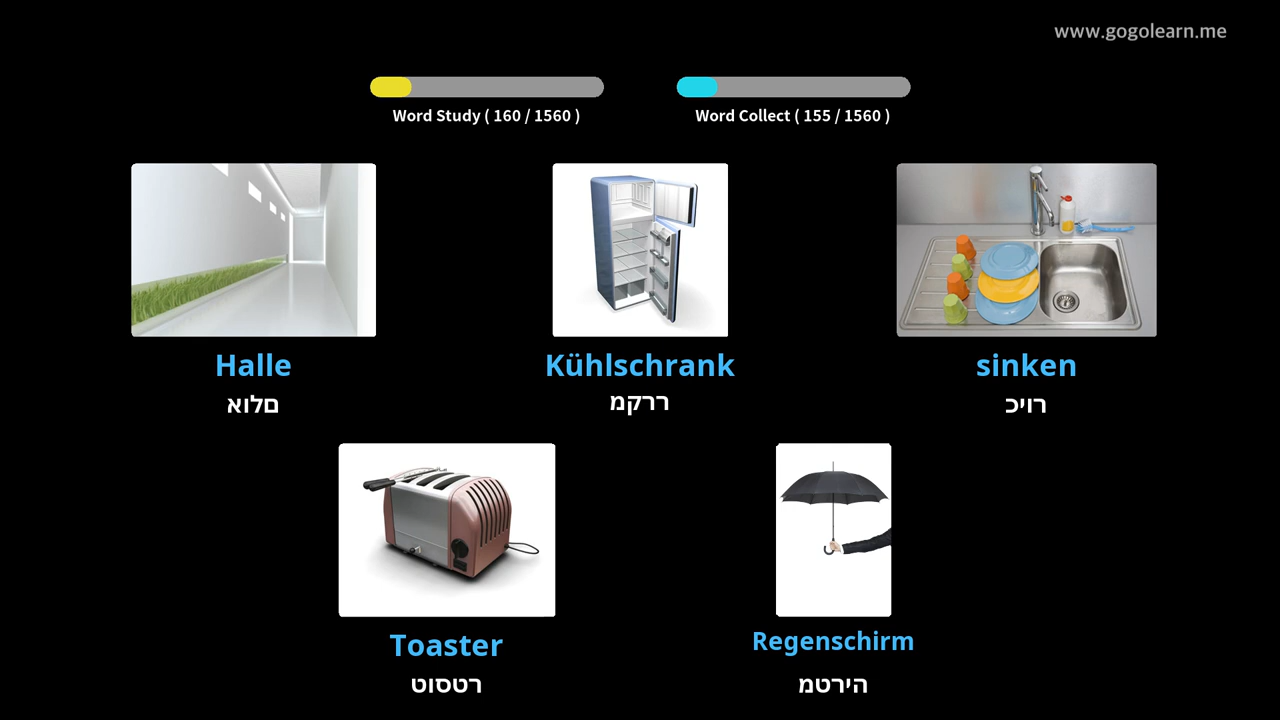 www.gogolearn.me
Word Study ( 160 / 1560 )
Word Collect ( 155 / 1560 )
Halle
Kühlschrank
sinken
םלוא
ררקמ
רויכ
Toaster
Regenschirm
רטסוט
הירטמ